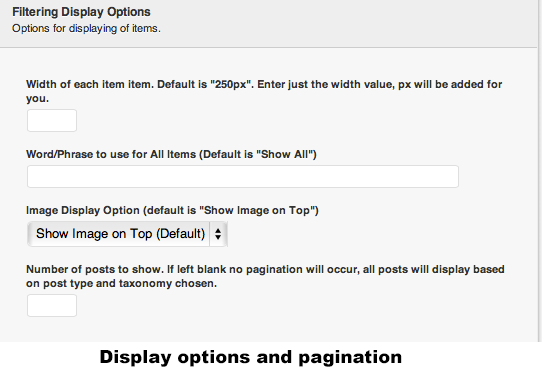 Filtering Display Options
Options for displaying of items.
Width of each item item. Default is "250px". Enter just the width value, px will be added for
you.
Word/Phrase to use for All Items (Default is "Show All")
Image Display Option (default is "Show Image on Top")
Show Image on Top (Default)
Number of posts to show. If left blank no pagination will occur, all posts will display based
on post type and taxonomy chosen.
Display options and pagination